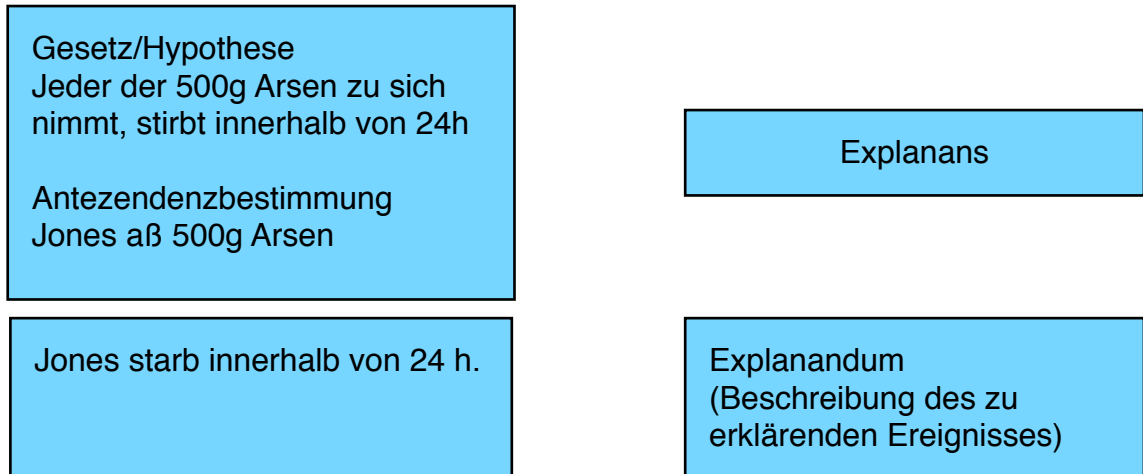 Gesetz/Hypothese
Jeder der 500g Arsen zu sich
nimmt, stirbt innerhalb von 24h
Antezendenzbestimmung
Jones aß 500g Arsen
Explanans
Jones starb innerhalb von 24 h.
Explanandum
(Beschreibung des zu
erklärenden Ereignisses)